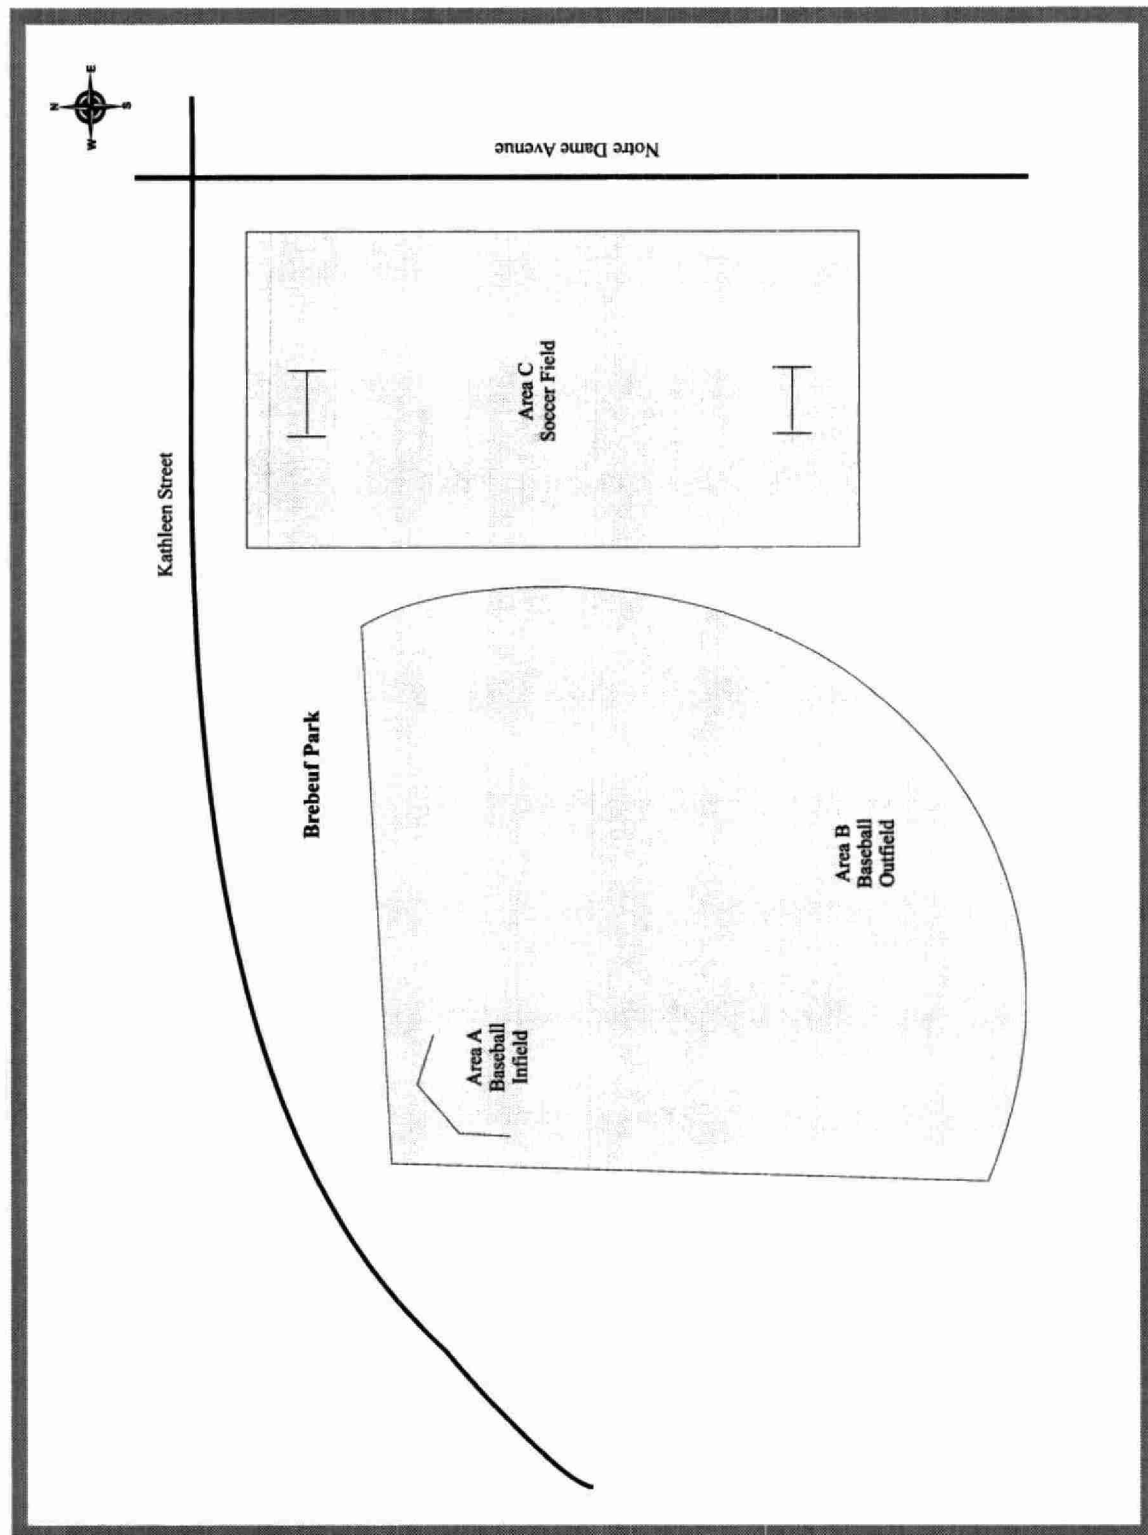 N
E
S
W
Notre Dame Avenue
Kathleen Street
Area C
Soccer Field
Brebeuf Park
Area B
Baseball
Outfield
Area A
Baseball
Infield